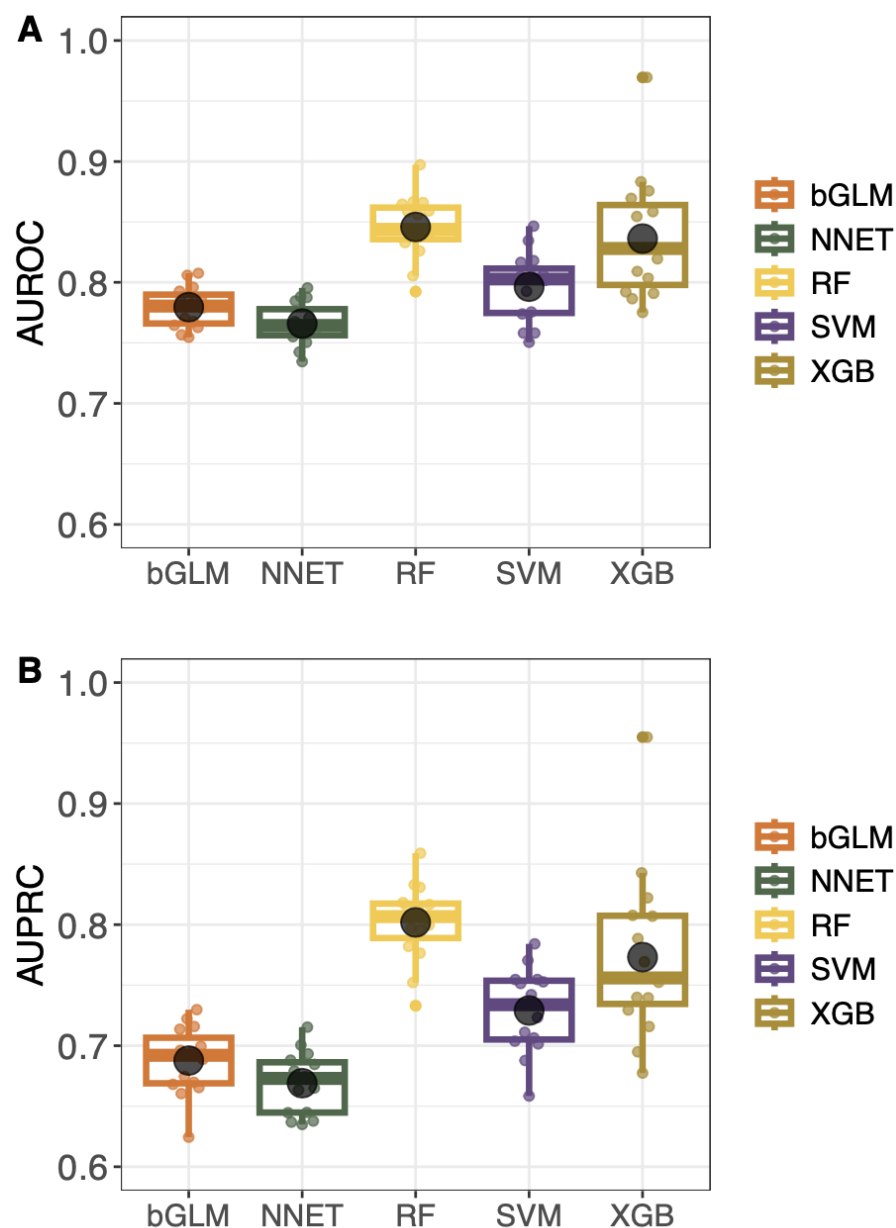 A
AUROC
1.0
0.9
0.8
0.7
0.6
bGLM NNET RF SVM XGB
bGLM
NNET
RF
SVM
XGB
B
AUPRC
1.0
0.9
0.8
0.7
0.6
bGLM NNET RF SVM XGB
bGLM
NNET
RF
SVM
XGB